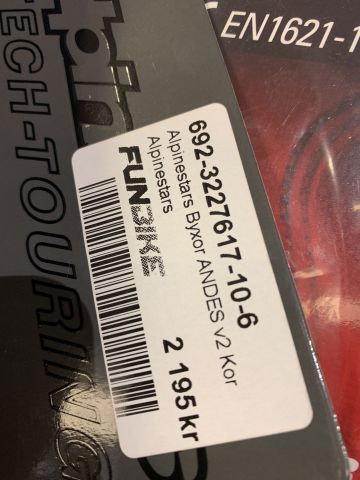 EN1621-1
TECH-TOURING
692-3227617-10-6
Alpinestars Byxor ANDES v2 Kor
Alpinestars
FUNBIKE
2 195 kr